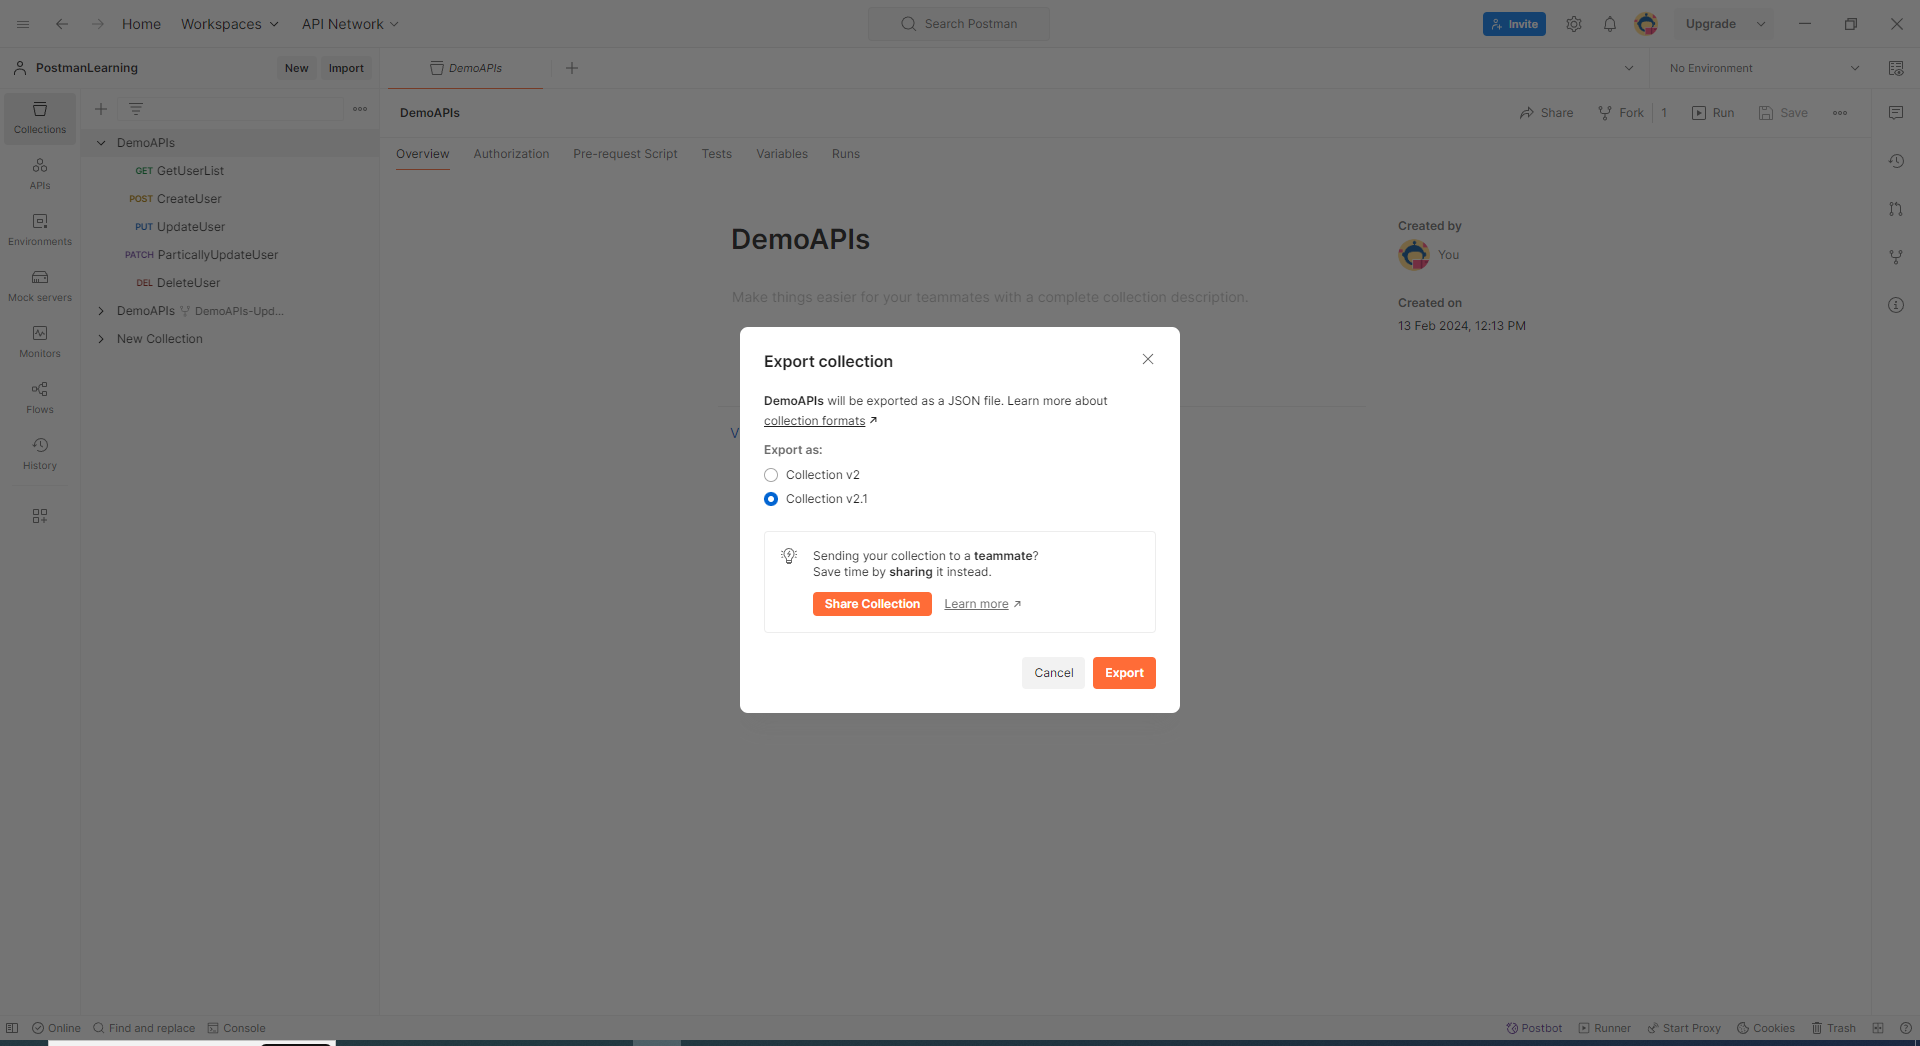 Home
Workspaces
API Network
Search Postman
Invite
Upgrade
PostmanLearning
New
Import
DemoAPIs
No Environment
Collections
APIs
Environments
Mock servers
Monitors
Flows
History
DemoAPIs
GET GetUserList
POST CreateUser
PUT UpdateUser
PATCH ParticallyUpdateUser
DEL DeleteUser
DemoAPIs DemoAPIs-Upd...
New Collection
DemoAPIs
Share
Fork
1
Run
Save
Overview
Authorization
Pre-request Script
Tests
Variables
Runs
DemoAPIs
Make things easier for your teammates with a complete collection description.
V
Created by
You
Created on
13 Feb 2024, 12:13 PM
Export collection
DemoAPIs will be exported as a JSON file. Learn more about
collection formats ↗
Export as:
Collection v2
Collection v2.1
Sending your collection to a teammate?
Save time by sharing it instead.
Share Collection
Learn more ↗
Cancel
Export
Online
Find and replace
Console
Postbot
Runner
Start Proxy
Cookies
Trash